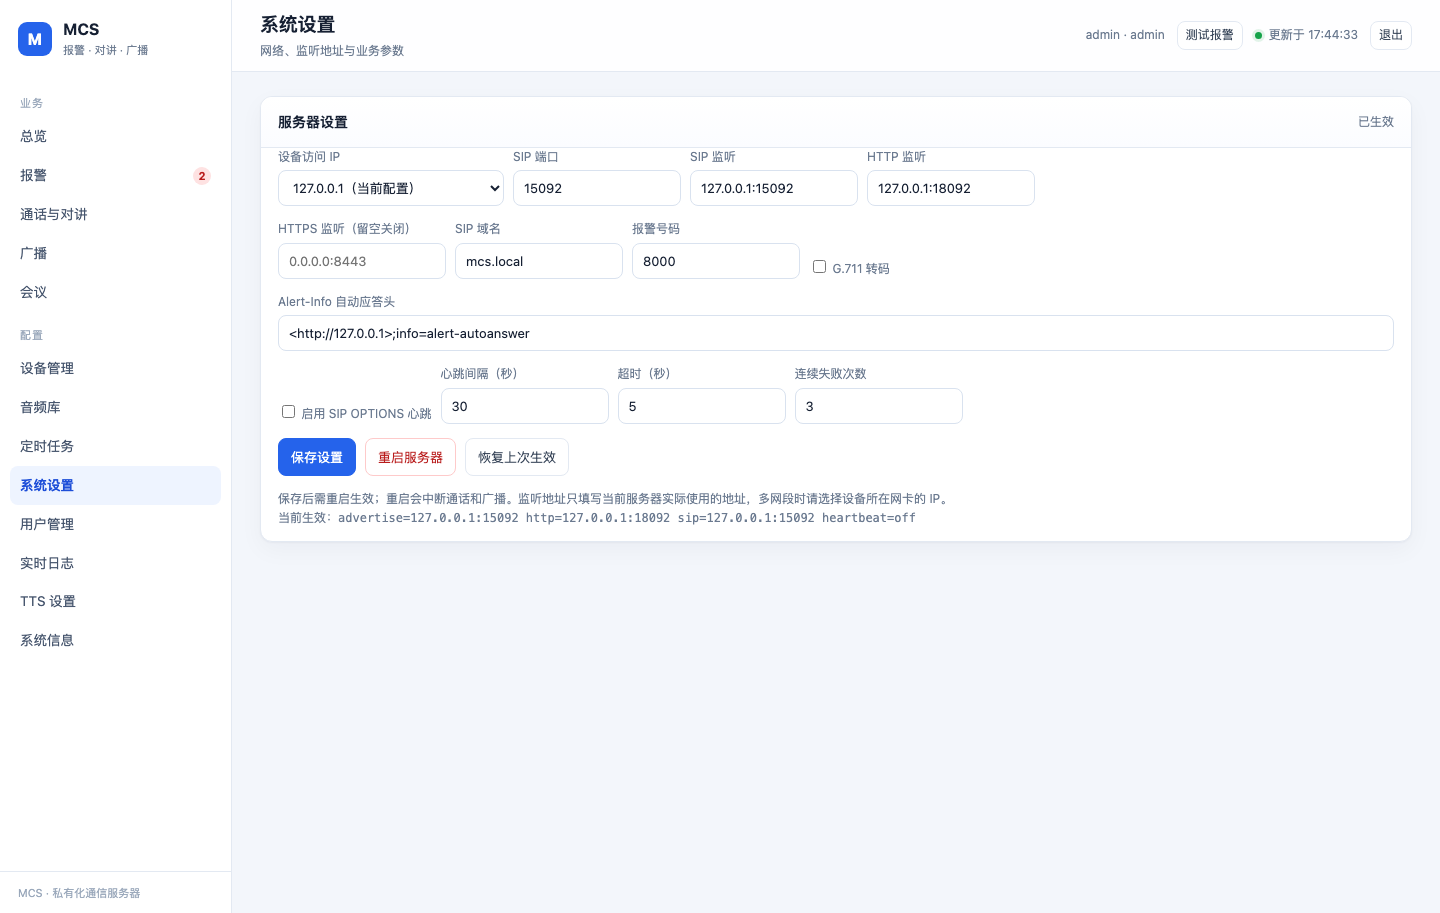 M
MCS
报警 · 对讲 · 广播
业务
总览
报警
2
通话与对讲
广播
会议
配置
设备管理
音频库
定时任务
系统设置
用户管理
实时日志
TTS 设置
系统信息
MCS · 私有化通信服务器
系统设置
网络、监听地址与业务参数
admin · admin
测试报警
更新于 17:44:33
退出
服务器设置
已生效
设备访问 IP
SIP 端口
SIP 监听
HTTP 监听
127.0.0.1（当前配置）
15092
127.0.0.1:15092
127.0.0.1:18092
HTTPS 监听（留空关闭）
SIP 域名
报警号码
0.0.0.0:8443
mcs.local
8000
G.711 转码
Alert-Info 自动应答头
<http://127.0.0.1>;info=alert-autoanswer
心跳间隔（秒）
超时（秒）
连续失败次数
启用 SIP OPTIONS 心跳
30
5
3
保存设置
重启服务器
恢复上次生效
保存后需重启生效；重启会中断通话和广播。监听地址只填写当前服务器实际使用的地址，多网段时请选择设备所在网卡的 IP。
当前生效：advertise=127.0.0.1:15092 http=127.0.0.1:18092 sip=127.0.0.1:15092 heartbeat=off